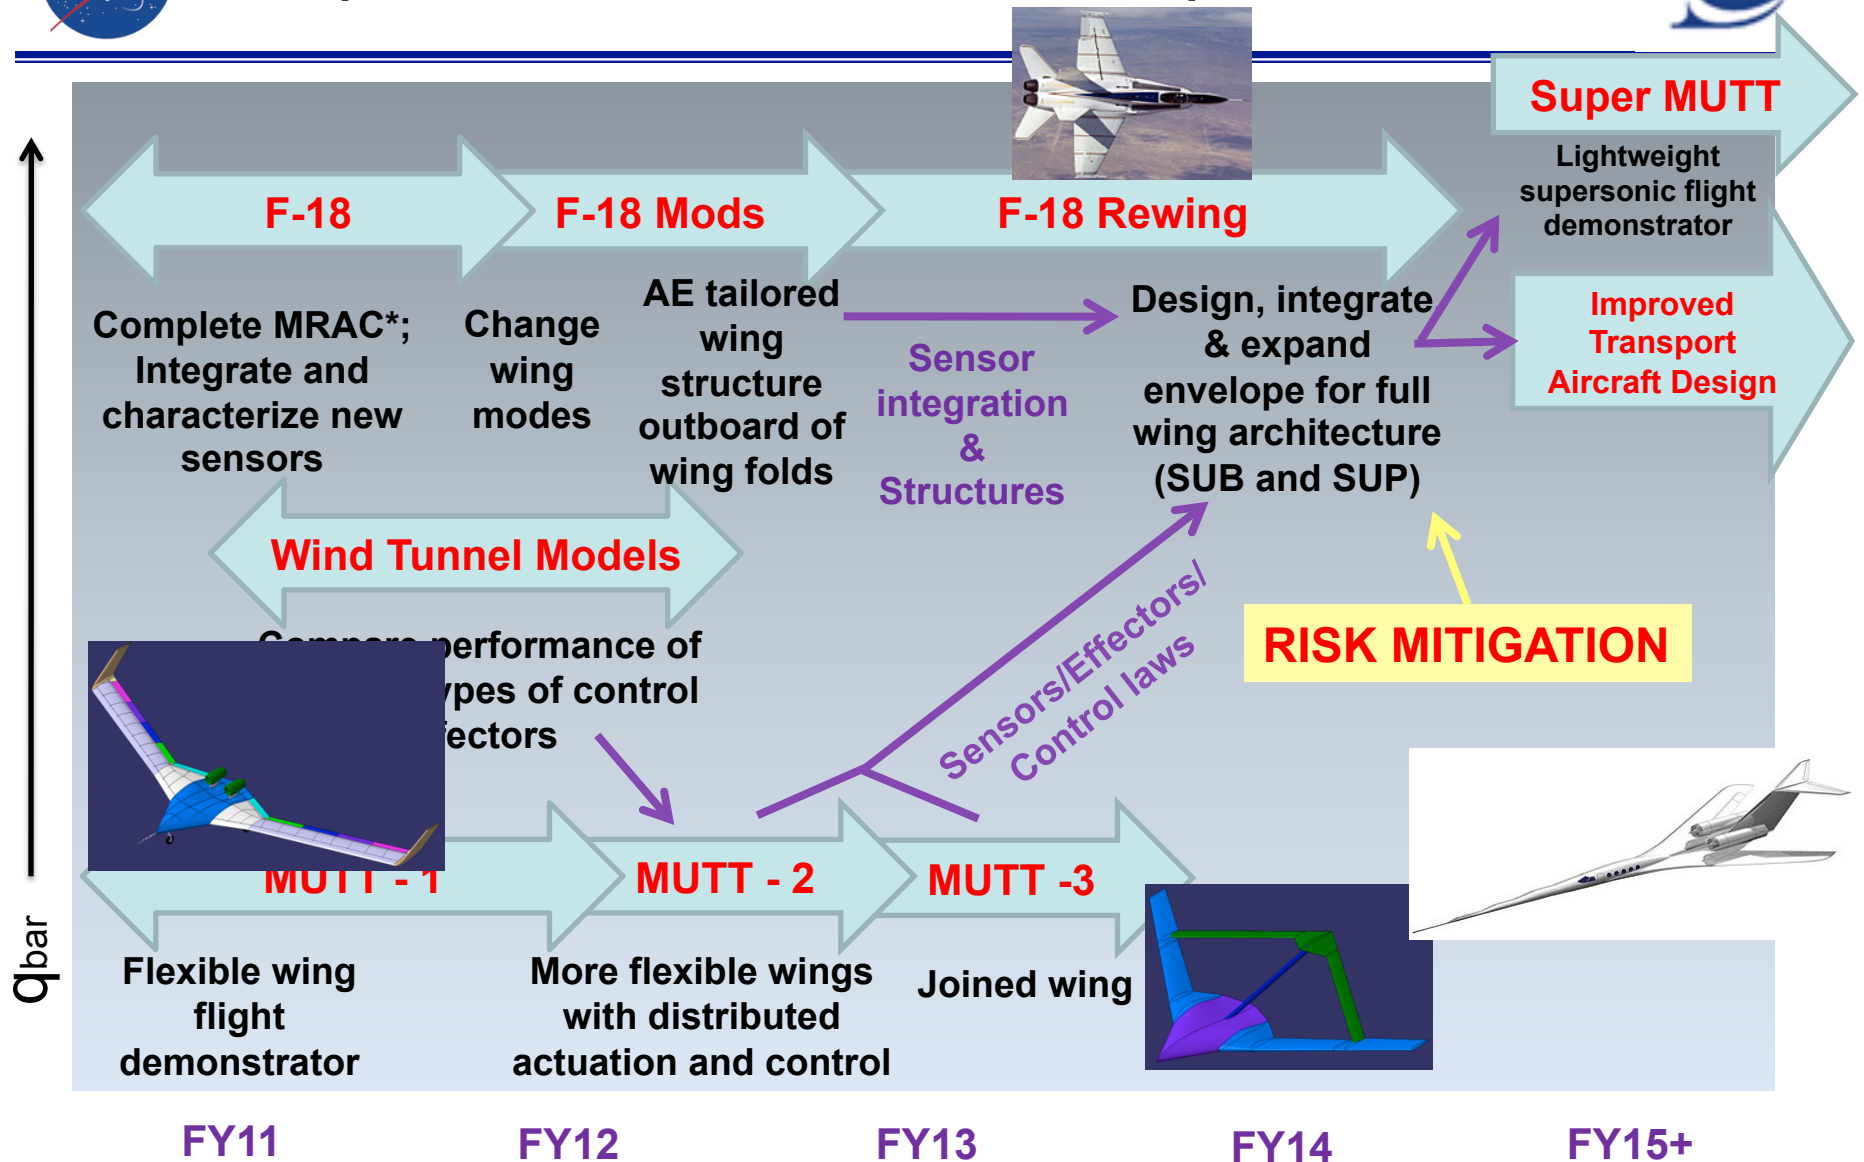 Super MUTT
Lightweight
supersonic flight
demonstrator
F-18
F-18 Mods
F-18 Rewing
Complete MRAC*;
Integrate and
characterize new
sensors
Change
wing
modes
AE tailored
wing
structure
outboard of
wing folds
Sensor
integration
&
Structures
Design, integrate
& expand
envelope for full
wing architecture
(SUB and SUP)
Improved
Transport
Aircraft Design
Wind Tunnel Models
performance of
of control
Sensors/Effectors/
Control laws
RISK MITIGATION
MUTT - 1
MUTT - 2
MUTT -3
Flexible wing
flight
demonstrator
More flexible wings
with distributed
actuation and control
Joined wing
qbar
FY11
FY12
FY13
FY14
FY15+